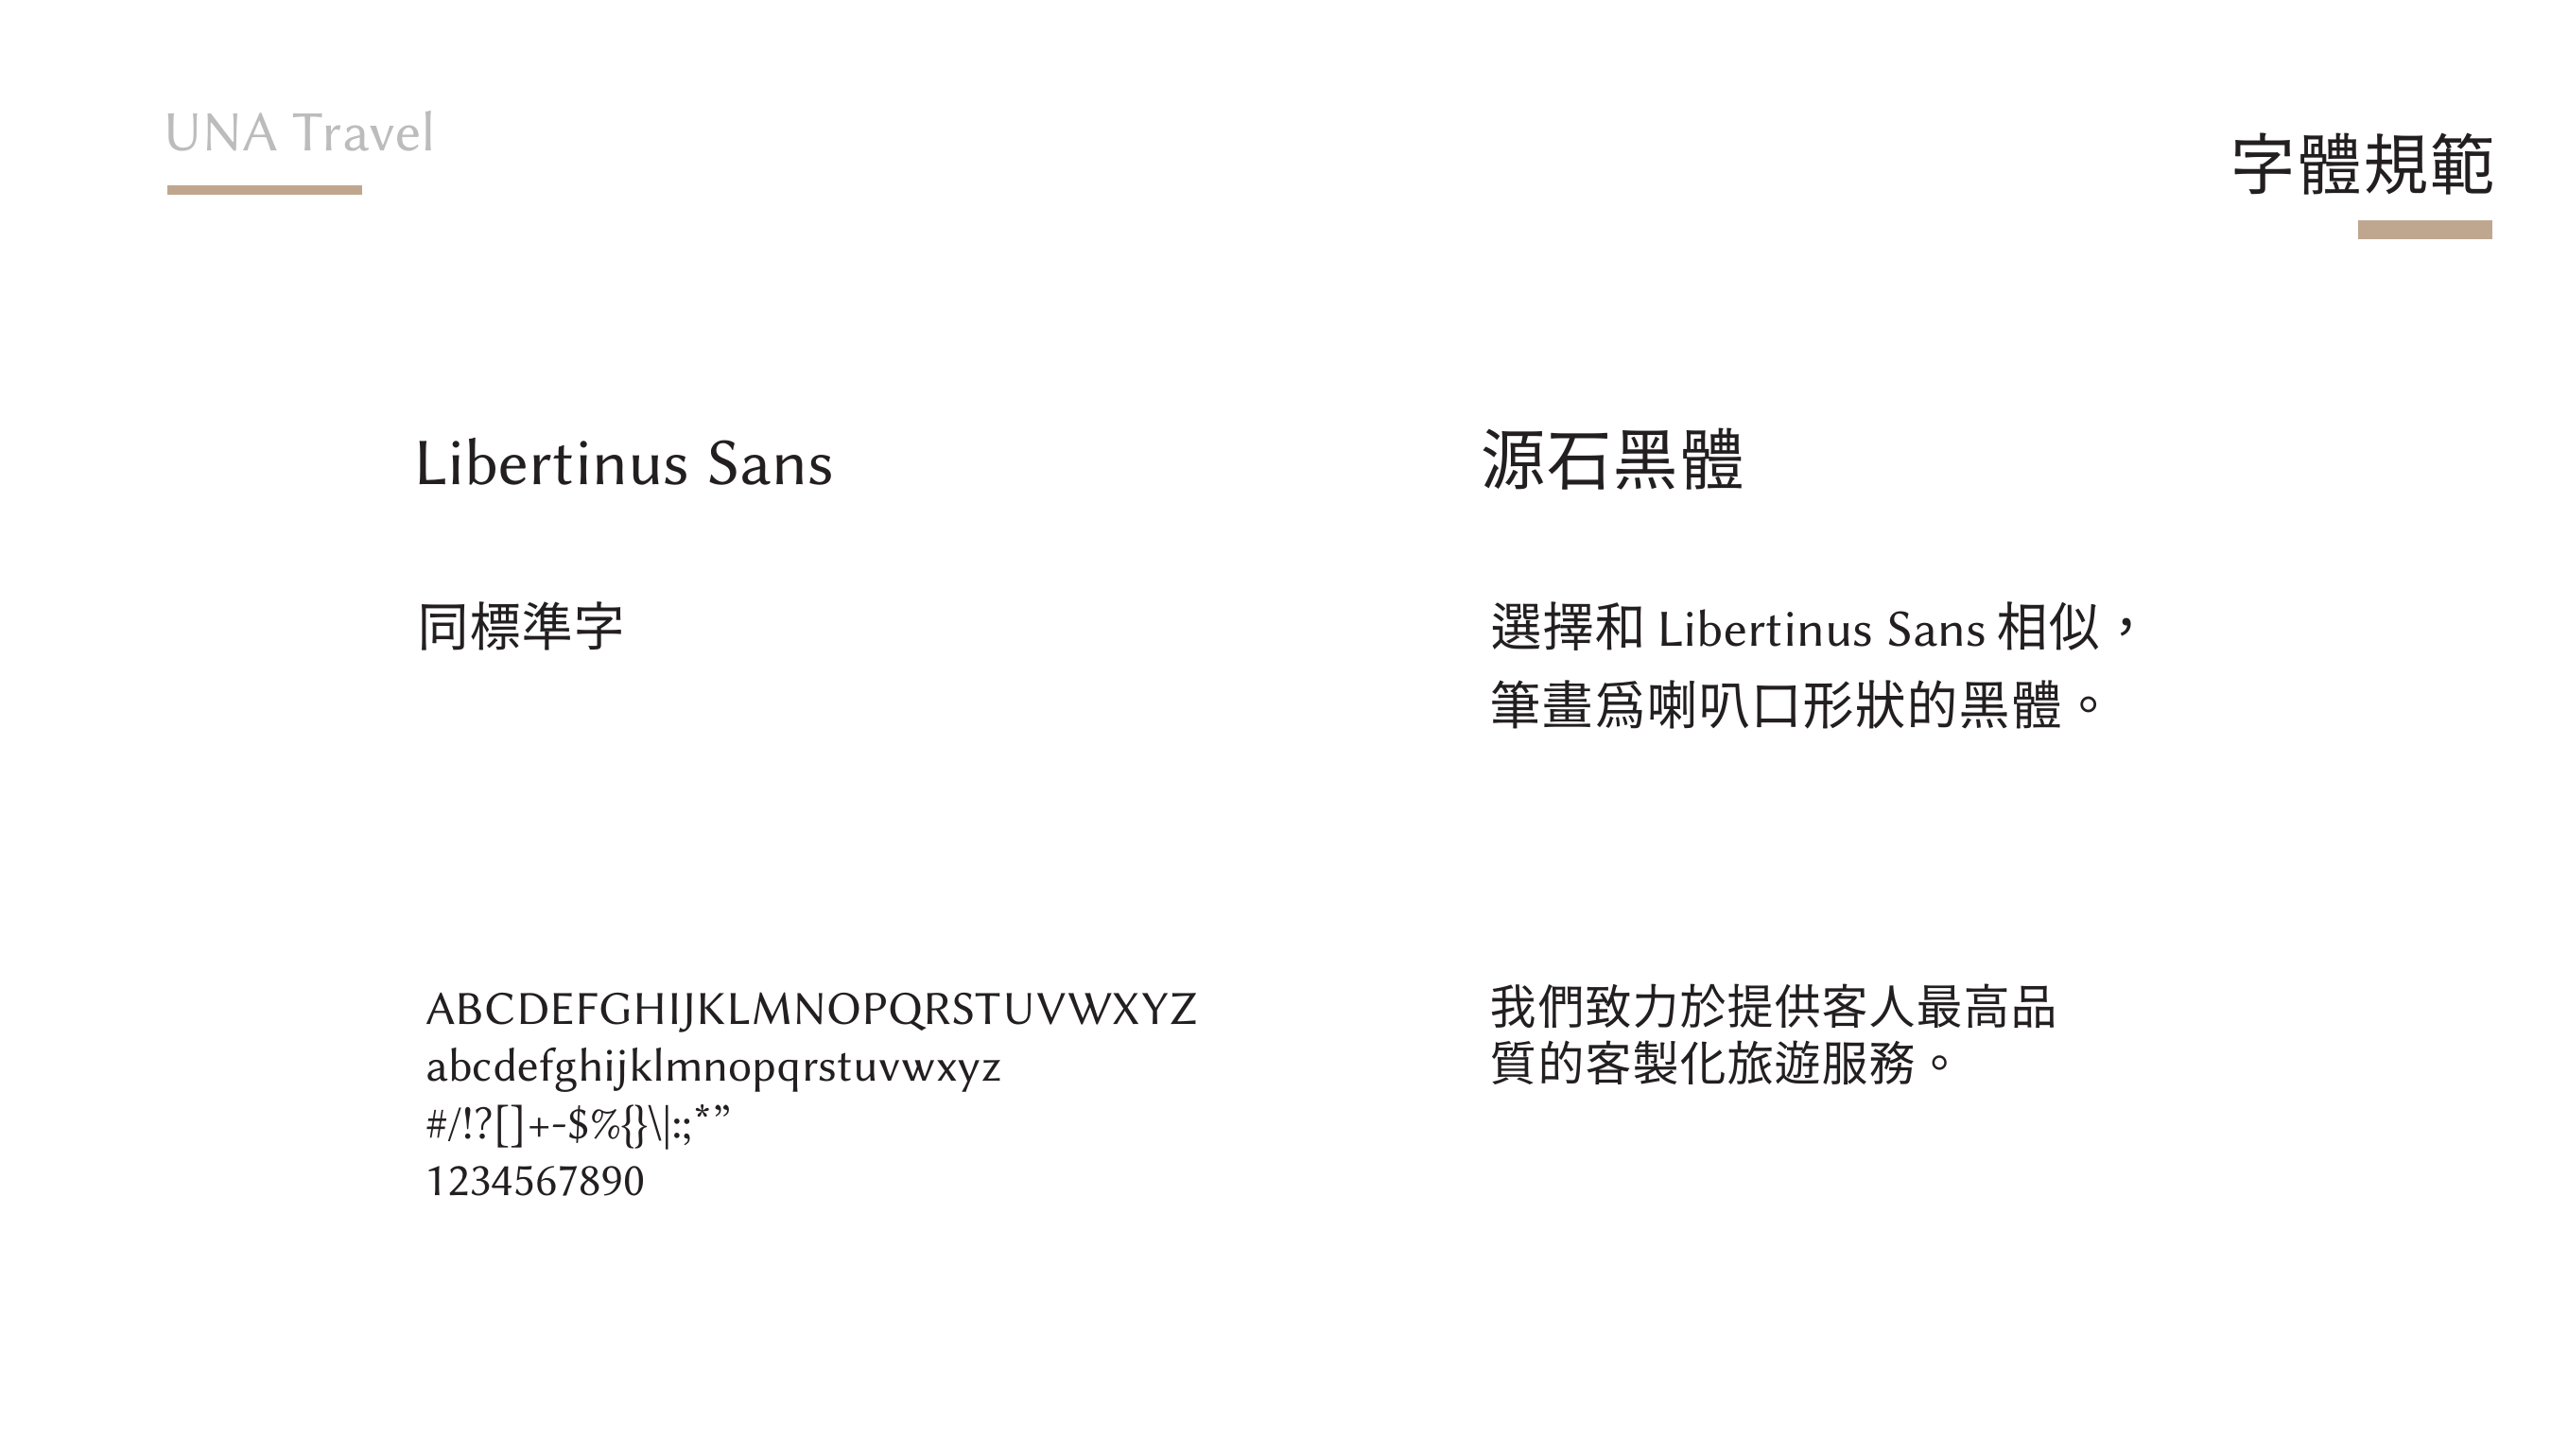 UNA Travel
字體規範
Libertinus Sans
同標準字
ABCDEFGHIJKLMNOPQRSTUVWXYZ
abcdefghijklmnopqrstuvwxyz
#/!?[]+-$%{}\|:;*”
1234567890
源石黑體
選擇和 Libertinus Sans 相似，
筆畫爲喇叭口形狀的黑體。
我們致力於提供客人最高品
質的客製化旅遊服務。